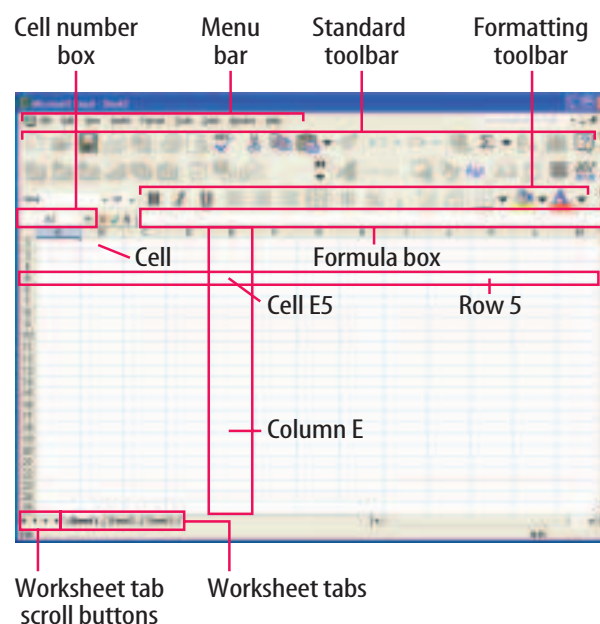 Cell number
box
Menu
bar
Standard
toolbar
Formatting
toolbar
Cell
Formula box
Cell E5
Row 5
Column E
Worksheet tab
scroll buttons
Worksheet tabs